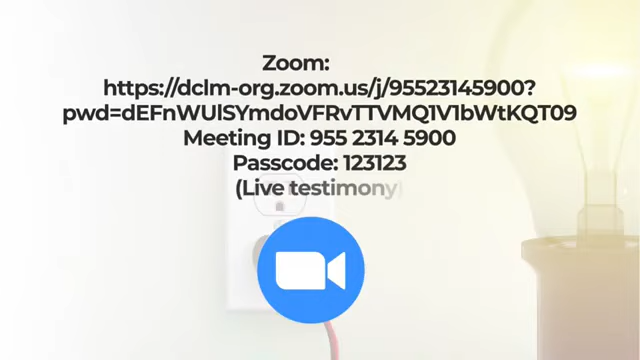 Zoom:
https://dclm-org.zoom.us/j/95523145900?
pwd=dEFnWUlSYmdoVFRvTTVMQ1V1bWtKQT09
Meeting ID: 955 2314 5900
Passcode: 123123
(Live testimony)